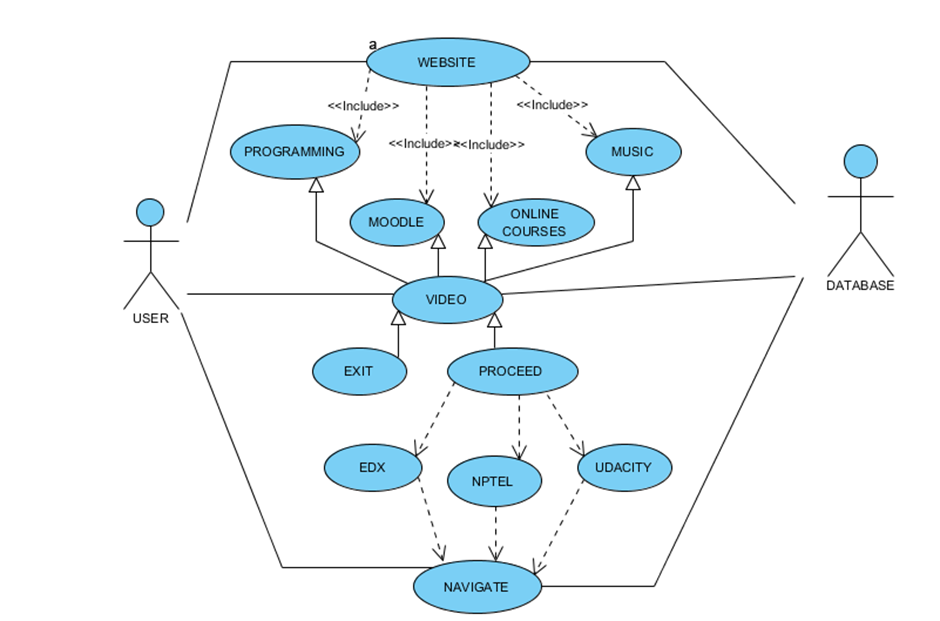 a
WEBSITE
<<Include>>
<<Include>>
PROGRAMMING
<<Include>>
<<Include>>
MUSIC
MOODLE
ONLINE
COURSES
DATABASE
VIDEO
USER
EXIT
PROCEED
EDX
NPTEL
UDACITY
NAVIGATE